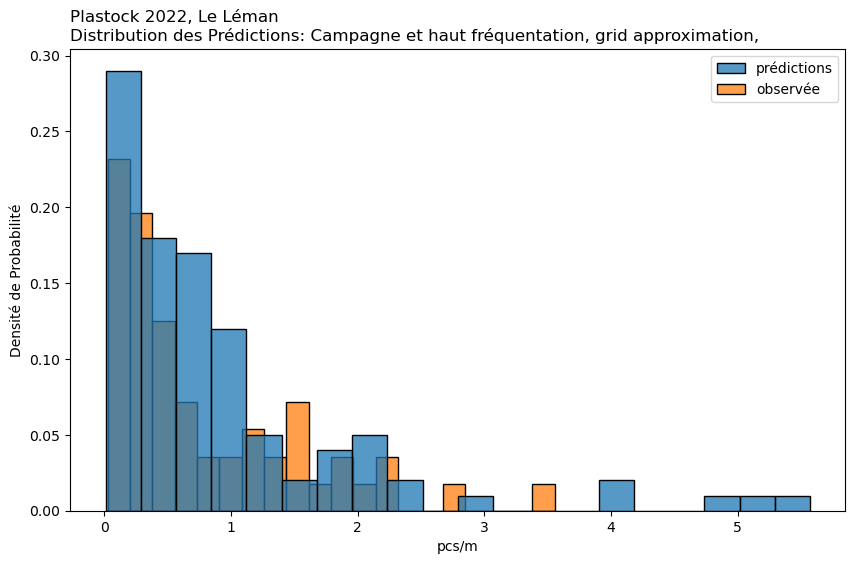 Plastock 2022, Le Léman
Distribution des Prédictions: Campagne et haut fréquentation, grid approximation,
prédictions
observée
Densité de Probabilité
0.30
0.25
0.20
0.15
0.10
0.05
0.00
0 1 2 3 4 5
pcs/m